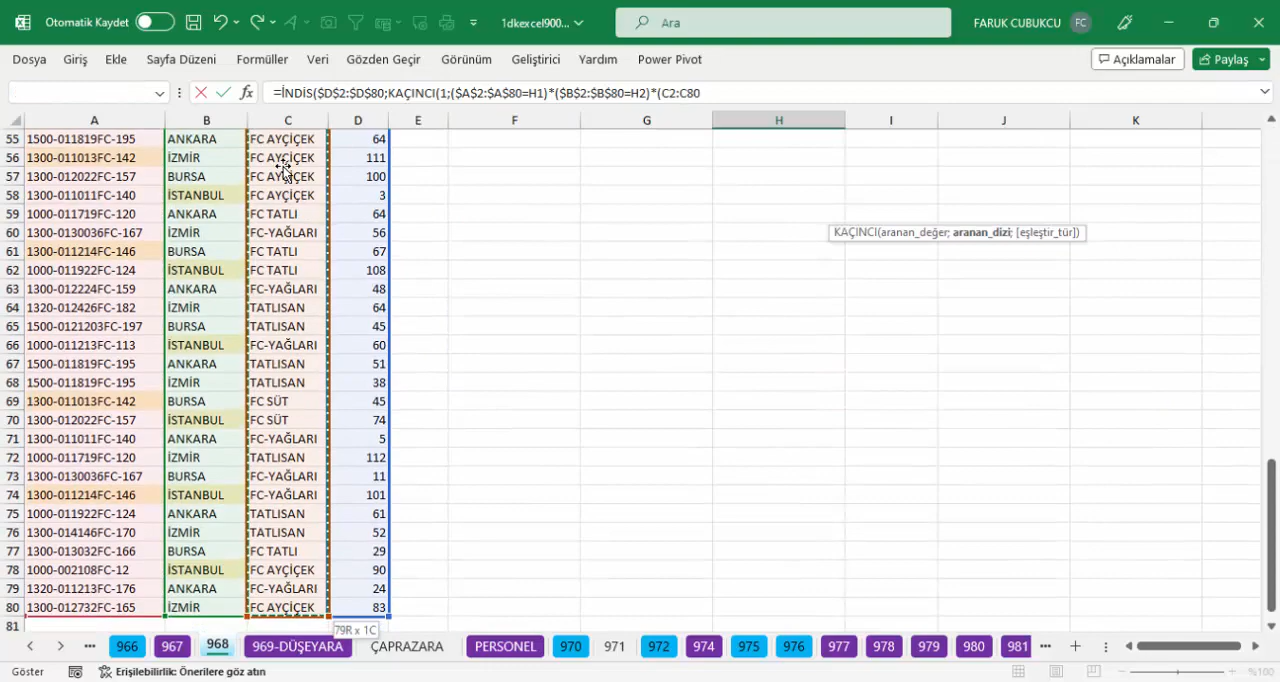 Otomatik Kaydet 1dkexcel900... Ara FARUK CUBUKCU FC
Dosya Giriş Ekle Sayfa Düzeni Formüller Veri Gözden Geçir Görünüm Geliştirici Yardım Power Pivot Açıklamalar Paylaş
fx =İNDİS($D$2:$D$80;KAÇINCI(1;($A$2:$A$80=H1)*($B$2:$B$80=H2)*(C2:C80
A B C D E F G H I J K
55 1500-011819FC-195 ANKARA FC AYÇİÇEK 64
56 1300-011013FC-142 İZMİR FC AYÇİÇEK 111
57 1300-012022FC-157 BURSA FC AYÇİÇEK 100
58 1300-011011FC-140 İSTANBUL FC AYÇİÇEK 3
59 1000-011719FC-120 ANKARA FC TATLI 64
60 1300-0130036FC-167 İZMİR FC-YAĞLARI 56
KAÇINCI(aranan_değer; aranan_dizi; [eşleştir_tür])
61 1300-011214FC-146 BURSA FC TATLI 67
62 1000-011922FC-124 İSTANBUL FC TATLI 108
63 1300-012224FC-159 ANKARA FC-YAĞLARI 48
64 1320-012426FC-182 İZMİR TATLISAN 64
65 1500-0121203FC-197 BURSA TATLISAN 45
66 1000-011213FC-113 İSTANBUL FC-YAĞLARI 60
67 1500-011819FC-195 ANKARA TATLISAN 51
68 1500-011819FC-195 İZMİR TATLISAN 38
69 1300-011013FC-142 BURSA FC SÜT 45
70 1300-012022FC-157 İSTANBUL FC SÜT 74
71 1300-011011FC-140 ANKARA FC-YAĞLARI 5
72 1000-011719FC-120 İZMİR TATLISAN 112
73 1300-0130036FC-167 BURSA FC-YAĞLARI 11
74 1300-011214FC-146 İSTANBUL FC-YAĞLARI 101
75 1000-011922FC-124 ANKARA TATLISAN 61
76 1300-014146FC-170 İZMİR TATLISAN 52
77 1300-013032FC-166 BURSA FC TATLI 29
78 1000-002108FC-12 İSTANBUL FC AYÇİÇEK 90
79 1320-011213FC-176 ANKARA FC-YAĞLARI 24
80 1300-012732FC-165 İZMİR FC AYÇİÇEK 83
81
79R x 1C
966 967 968 969-DÜŞEYARA ÇAPRAZARA PERSONEL 970 971 972 974 975 976 977 978 979 980 981
Göster Erişilebilirlik: Önerilere göz atın %100